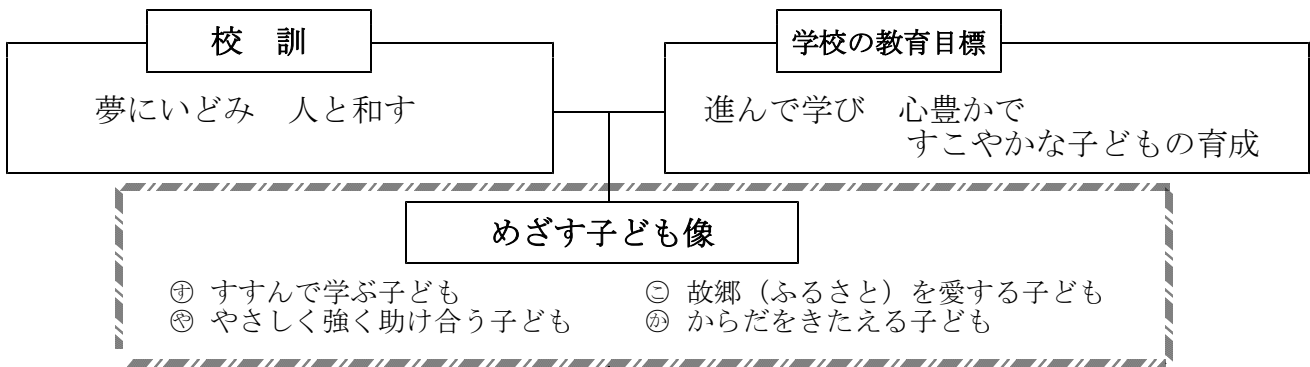 校 訓
夢にいどみ 人と和す
学校の教育目標
進んで学び 心豊かで
すこやかな子どもの育成
めざす子ども像
㋜ すすんで学ぶ子ども
㋙ 故郷（ふるさと）を愛する子ども
㋳ やさしく強く助け合う子ども
㋕ からだをきたえる子ども